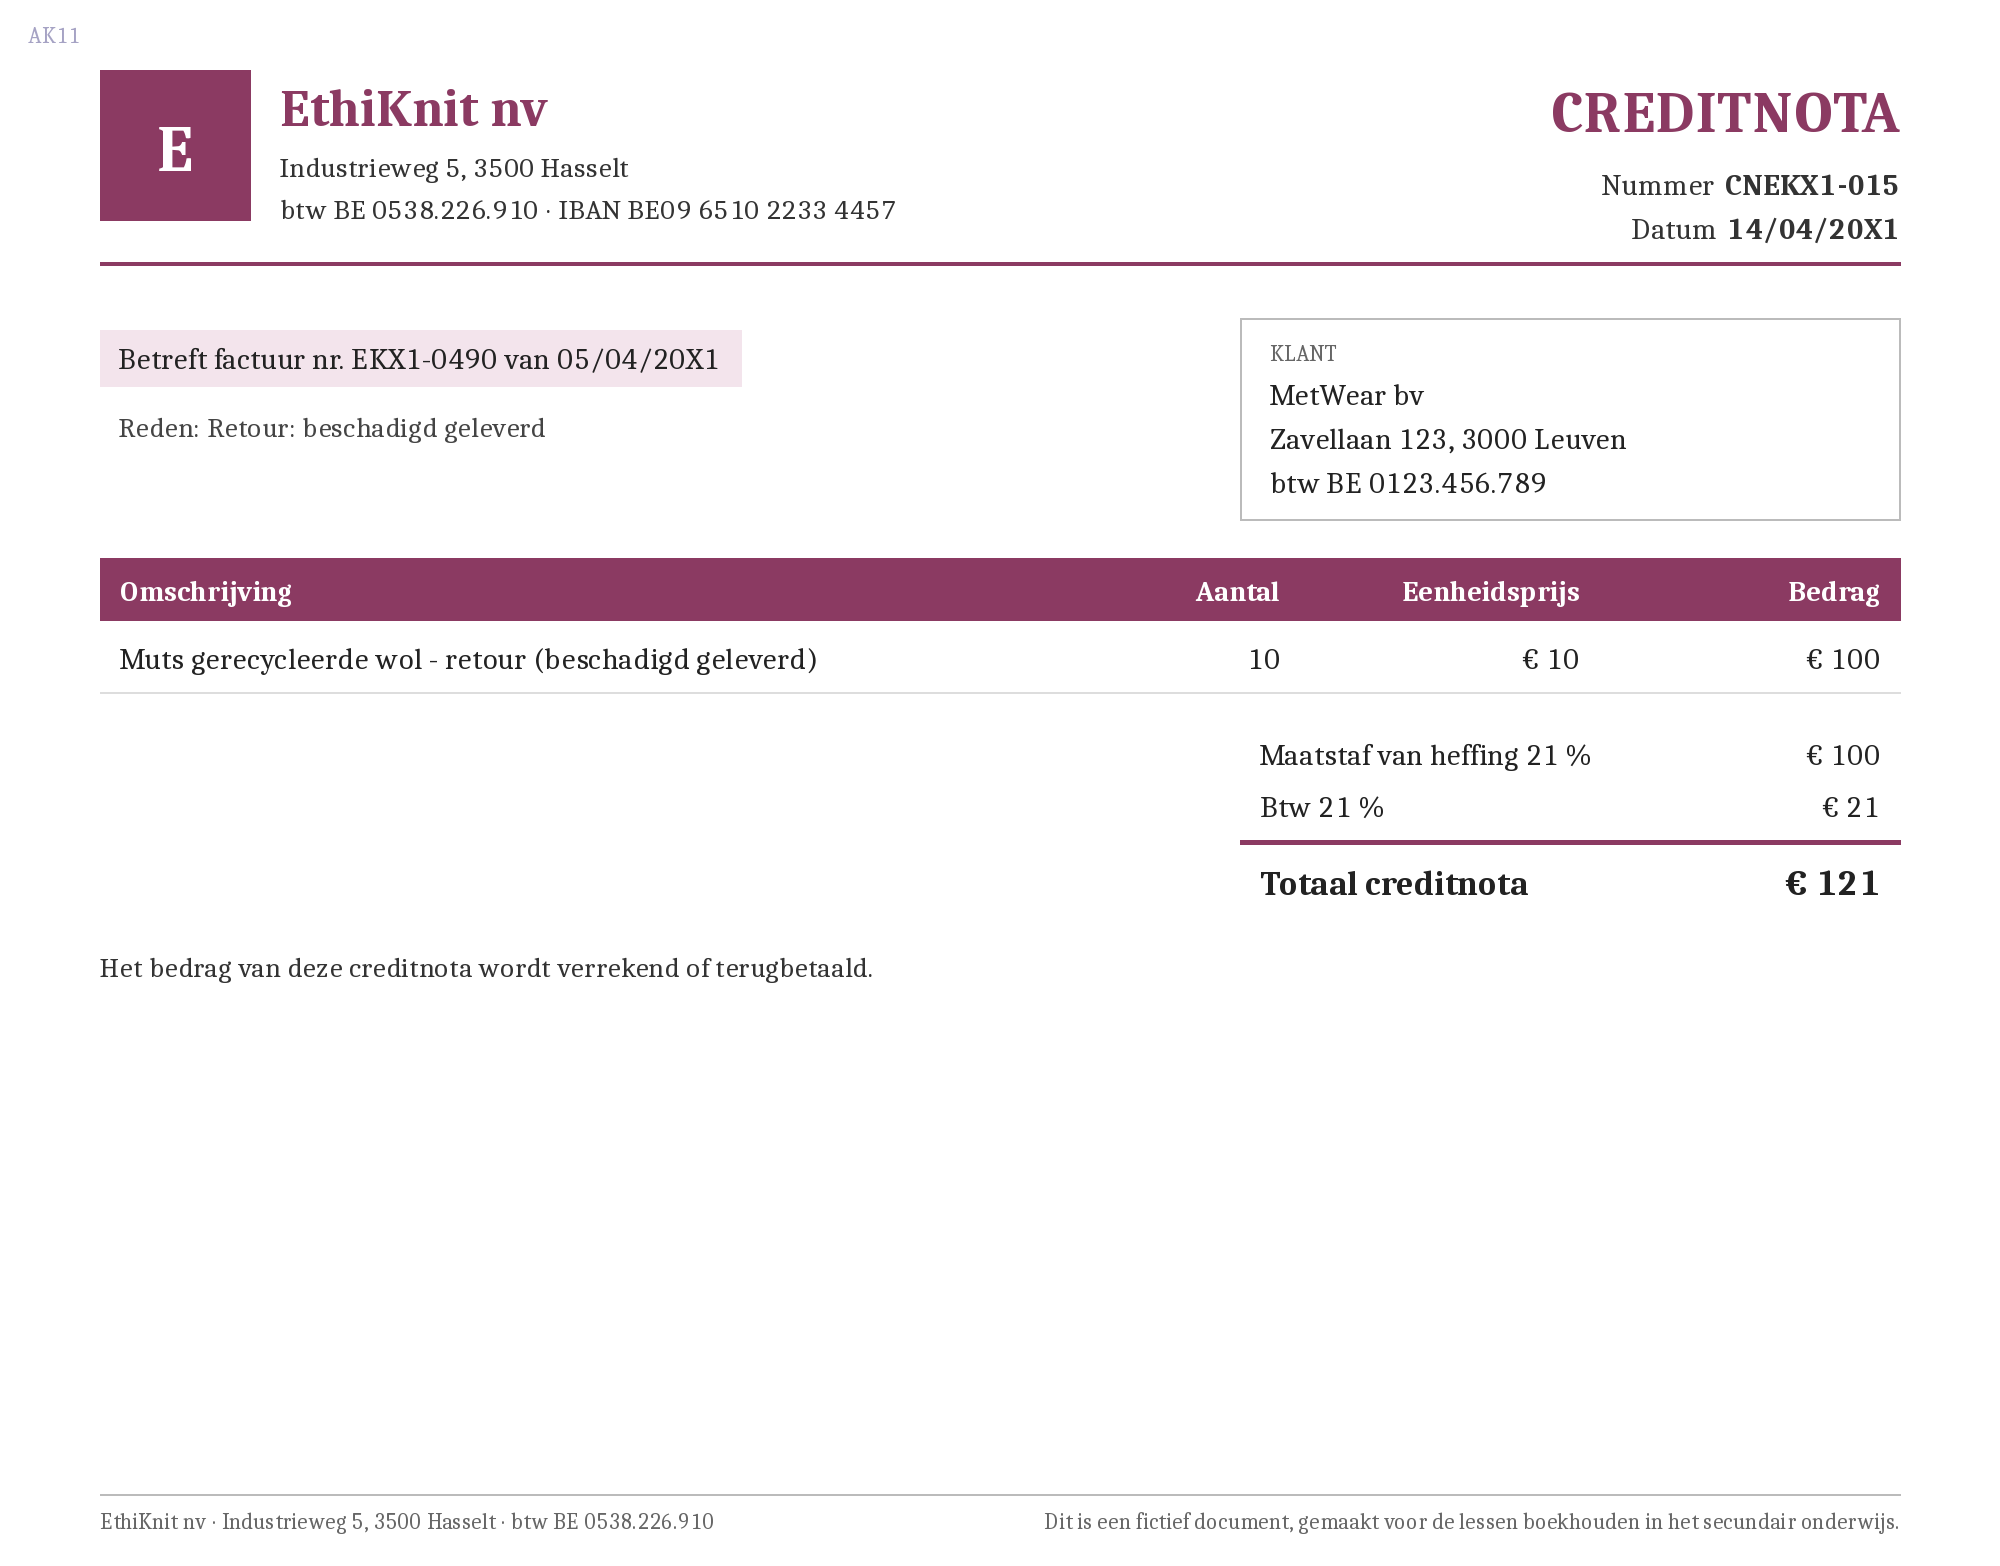 AK11
E
EthiKnit nv
Industrieweg 5, 3500 Hasselt
btw BE 0538.226.910 · IBAN BE09 6510 2233 4457
CREDITNOTA
Nummer CNEKX1-015
Datum 14/04/20X1
Betreft factuur nr. EKX1-0490 van 05/04/20X1
Reden: Retour: beschadigd geleverd
KLANT
MetWear bv
Zavellaan 123, 3000 Leuven
btw BE 0123.456.789
Omschrijving Aantal Eenheidsprijs Bedrag
Muts gerecycleerde wol - retour (beschadigd geleverd) 10 € 10 € 100
Maatstaf van heffing 21 % € 100
Btw 21 % € 21
Totaal creditnota € 121
Het bedrag van deze creditnota wordt verrekend of terugbetaald.
EthiKnit nv · Industrieweg 5, 3500 Hasselt · btw BE 0538.226.910
Dit is een fictief document, gemaakt voor de lessen boekhouden in het secundair onderwijs.